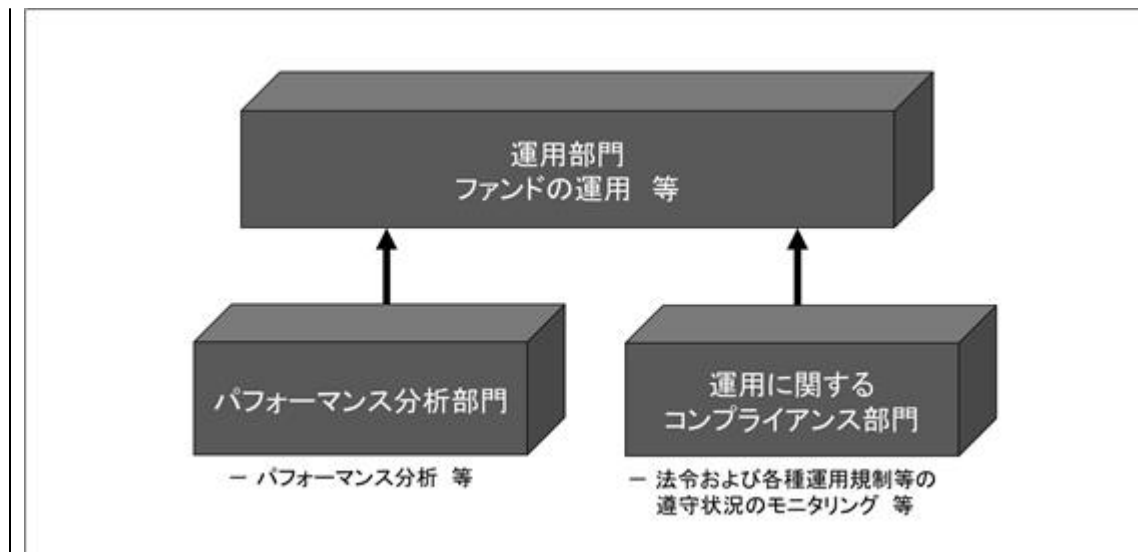 運用部門
ファンドの運用 等
パフォーマンス分析部門
－ パフォーマンス分析 等
運用に関する
コンプライアンス部門
－ 法令および各種運用規制等の
遵守状況のモニタリング 等